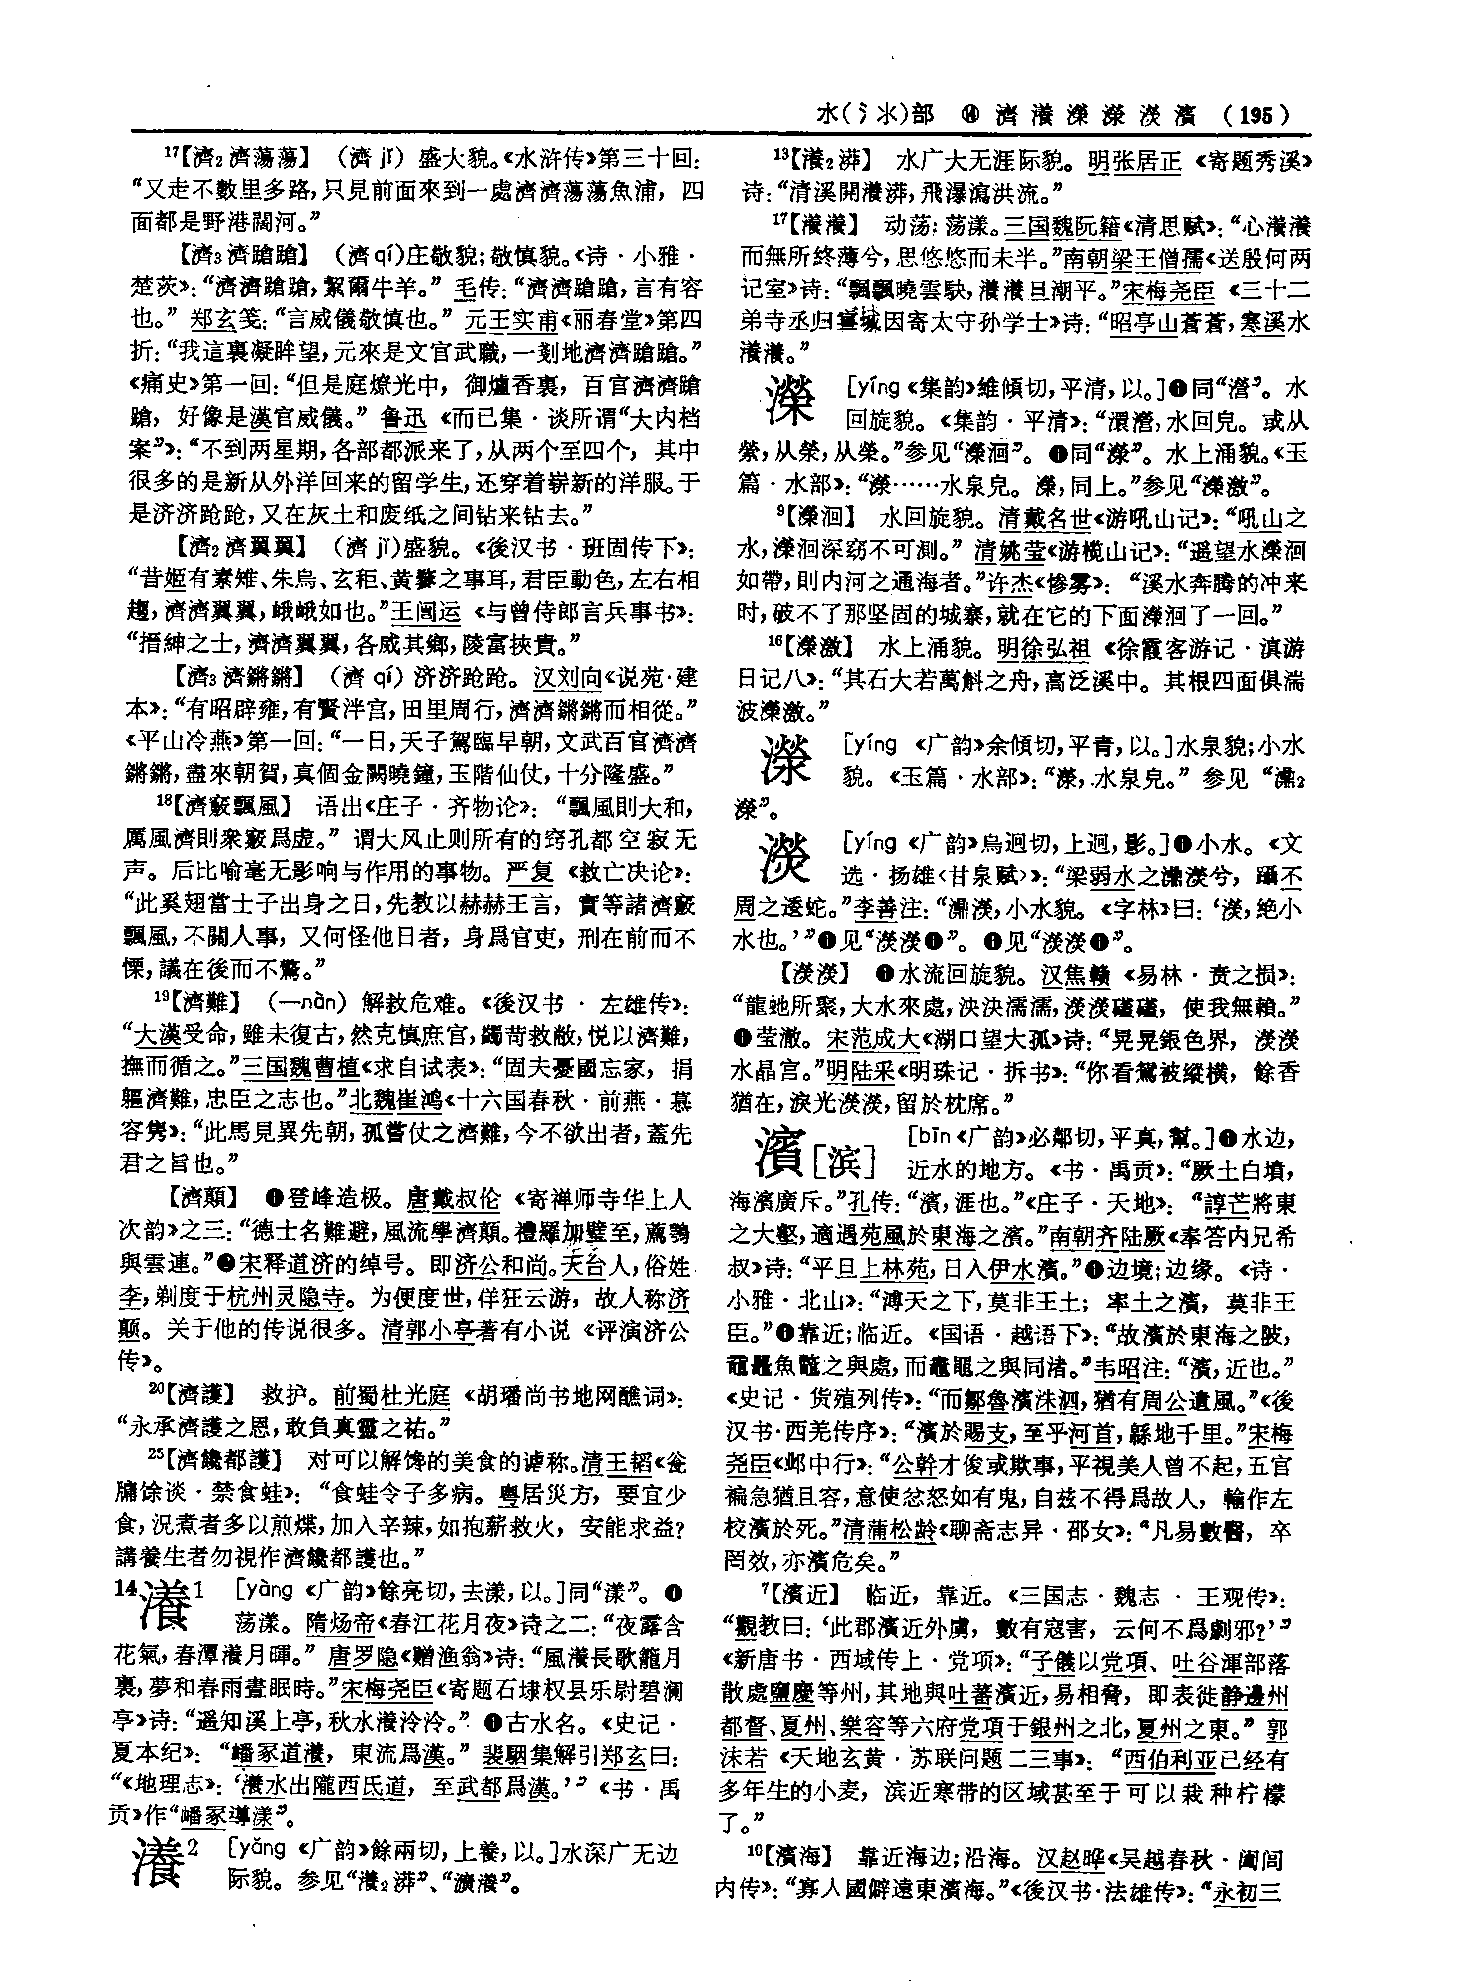 水(氵氺)部 ⑭ 濟瀁濴濚濙濱 (195)
17【濟₂濟蕩蕩】 (濟 jǐ) 盛大貌。《水浒传》第三十回：
“又走不數里多路，只見前面來到一處濟濟蕩蕩魚浦，四
面都是野港闊河。”
【濟₃濟蹌蹌】 (濟 qí)庄敬貌；敬慎貌。《诗·小雅·
楚茨》：“濟濟蹌蹌，絜爾牛羊。” 毛传：“濟濟蹌蹌，言有容
也。” 郑玄笺：“言威儀敬慎也。” 元王实甫《丽春堂》第四
折：“我這裏凝眸望，元來是文官武職，一剗地濟濟蹌蹌。”
《痛史》第一回：“但是庭燎光中，御爐香裏，百官濟濟蹌
蹌，好像是漢官威儀。” 鲁迅《而已集·谈所谓“大内档
案”》：“不到两星期，各部都派来了，从两个至四个，其中
很多的是新从外洋回来的留学生，还穿着崭新的洋服。于
是济济跄跄，又在灰土和废纸之间钻来钻去。”
【濟₂濟翼翼】 (濟 jǐ)盛貌。《後汉书·班固传下》：
“昔姬有素雉、朱烏、玄秬、黃䅘之事耳，君臣動色，左右相
趨，濟濟翼翼，峨峨如也。”王闿运《与曾侍郎言兵事书》：
“搢紳之士，濟濟翼翼，各威其鄉，陵富挾貴。”
【濟₃濟鏘鏘】 (濟 qí) 济济跄跄。汉刘向《说苑·建
本》：“有昭辟雍，有賢泮宫，田里周行，濟濟鏘鏘而相從。”
《平山冷燕》第一回：“一日，天子駕臨早朝，文武百官濟濟
鏘鏘，盡來朝賀，真個金闕曉鐘，玉階仙仗，十分隆盛。”
18【濟竅飄風】 语出《庄子·齐物论》：“飄風則大和，
厲風濟則衆竅爲虚。” 谓大风止则所有的窍孔都空寂无
声。后比喻毫无影响与作用的事物。严复《救亡决论》：
“此奚翅當士子出身之日，先教以赫赫王言，實等諸濟竅
飄風，不關人事，又何怪他日者，身爲官吏，刑在前而不
慄，議在後而不驚。”
19【濟難】 (—nàn) 解救危难。《後汉书·左雄传》：
“大漢受命，雖未復古，然克慎庶官，蠲苛救敝，悦以濟難，
撫而循之。”三国魏曹植《求自试表》：“固夫憂國忘家，捐
軀濟難，忠臣之志也。”北魏崔鸿《十六国春秋·前燕·慕
容隽》：“此馬見異先朝，孤嘗仗之濟難，今不欲出者，蓋先
君之旨也。”
【濟顛】 ❶登峰造极。唐戴叔伦《寄禅师寺华上人
次韵》之三：“德士名難避，風流學濟顛。禮羅加璧至，薦鶚
與雲連。”❷宋释道济的绰号。即济公和尚。天台人，俗姓
李，剃度于杭州灵隐寺。为便度世，佯狂云游，故人称济
颠。关于他的传说很多。清郭小亭著有小说《评演济公
传》。
20【濟護】 救护。前蜀杜光庭《胡璠尚书地网醮词》：
“永承濟護之恩，敢負真靈之祐。”
25【濟饞都護】 对可以解馋的美食的谑称。清王韬《瓮
牖馀谈·禁食蛙》：“食蛙令子多病。粤居災方，要宜少
食，況煮者多以煎煠，加入辛辣，如抱薪救火，安能求益？
講養生者勿視作濟饞都護也。”
14瀁1 [yàng《广韵》餘亮切，去漾，以。]同“漾”。❶
荡漾。隋炀帝《春江花月夜》诗之二：“夜露含
花氣，春潭瀁月暉。” 唐罗隐《赠渔翁》诗：“風瀁長歌籠月
裏，夢和春雨晝眠時。”宋梅尧臣《寄题石埭权县乐尉碧澜
亭》诗：“遥知溪上亭，秋水瀁泠泠。” ❷古水名。《史记·
夏本纪》：“嶓冢道瀁，東流爲漢。” 裴駰集解引郑玄曰：
“《地理志》：‘瀁水出隴西氐道，至武都爲漢。’” 《书·禹
贡》作“嶓冢導漾”。
瀁2 [yǎng《广韵》餘兩切，上養，以。]水深广无边
际貌。参见“瀁₂漭”、“瀇瀁”。
13【瀁₂漭】 水广大无涯际貌。明张居正《寄题秀溪》
诗：“清溪開瀁漭，飛瀑瀉洪流。”
17【瀁瀁】 动荡；荡漾。三国魏阮籍《清思赋》：“心瀁瀁
而無所終薄兮，思悠悠而未半。”南朝梁王僧孺《送殷何两
记室》诗：“飄飄曉雲駃，瀁瀁旦潮平。”宋梅尧臣《三十二
弟寺丞归宣城因寄太守孙学士》诗：“昭亭山蒼蒼，寒溪水
瀁瀁。”
濴 [yíng《集韵》維傾切，平清，以。]❶同“濳”。水
回旋貌。《集韵·平清》：“濴濳，水回皃。或从
縈，从榮，从滎。”参见“濴洄”。❷同“濚”。水上涌貌。《玉
篇·水部》：“濚……水泉皃。濴，同上。”参见“濴激”。
9【濴洄】 水回旋貌。清戴名世《游吼山记》：“吼山之
水，濴洄深窈不可測。” 清姚莹《游榄山记》：“遥望水濴洄
如帶，則内河之通海者。”许杰《惨雾》：“溪水奔腾的冲来
时，破不了那坚固的城寨，就在它的下面濴洄了一回。”
16【濴激】 水上涌貌。明徐弘祖《徐霞客游记·滇游
日记八》：“其石大若萬斛之舟，高泛溪中。其根四面俱湍
波濴激。”
濚 [yíng《广韵》余傾切，平青，以。]水泉貌；小水
貌。《玉篇·水部》：“濚，水泉皃。” 参见“濎₂
濚”。
濙 [yíng《广韵》烏迥切，上迥，影。]❶小水。《文
选·扬雄〈甘泉赋〉》：“梁弱水之濎濙兮，躡不
周之逶蛇。”李善注：“濎濙，小水貌。《字林》曰：‘濙，絶小
水也。’”❷见“濙濙❶”。❸见“濙濙❷”。
【濙濙】 ❶水流回旋貌。汉焦赣《易林·贲之损》：
“龍虵所聚，大水來處，泱泱濡濡，濙濙礚礚，使我無賴。”
❷莹澈。宋范成大《湖口望大孤》诗：“晃晃銀色界，濙濙
水晶宫。”明陆采《明珠记·拆书》：“你看駕被縱横，餘香
猶在，淚光濙濙，留於枕席。”
濱[滨] [bīn《广韵》必鄰切，平真，幫。]❶水边，
近水的地方。《书·禹贡》：“厥土白墳，
海濱廣斥。”孔传：“濱，涯也。”《庄子·天地》：“諄芒將東
之大壑，適遇苑風於東海之濱。”南朝齐陆厥《奉答内兄希
叔》诗：“平旦上林苑，日入伊水濱。”❷边境；边缘。《诗·
小雅·北山》：“溥天之下，莫非王土；率土之濱，莫非王
臣。”❸靠近；临近。《国语·越语下》：“故濱於東海之陂，
黿鼉魚鼈之與處，而鼃黽之與同渚。”韦昭注：“濱，近也。”
《史记·货殖列传》：“而鄒魯濱洙泗，猶有周公遺風。”《後
汉书·西羌传序》：“濱於賜支，至乎河首，緜地千里。”宋梅
尧臣《邺中行》：“公幹才俊或欺事，平視美人曾不起，五官
褊急猶且容，意使忿怒如有鬼，自兹不得爲故人，輸作左
校濱於死。”清蒲松龄《聊斋志异·邵女》：“凡易數醫，卒
罔效，亦濱危矣。”
7【濱近】 临近，靠近。《三国志·魏志·王观传》：
“觀教曰：‘此郡濱近外虜，數有寇害，云何不爲劇邪？’”
《新唐书·西域传上·党项》：“子儀以党項、吐谷渾部落
散處鹽慶等州，其地與吐蕃濱近，易相脅，即表徙静邊州
都督、夏州、樂容等六府党項于銀州之北，夏州之東。” 郭
沫若《天地玄黄·苏联问题二三事》：“西伯利亚已经有
多年生的小麦，滨近寒带的区域甚至于可以栽种柠檬
了。”
10【濱海】 靠近海边；沿海。汉赵晔《吴越春秋·阖闾
内传》：“寡人國僻遠東濱海。”《後汉书·法雄传》：“永初三